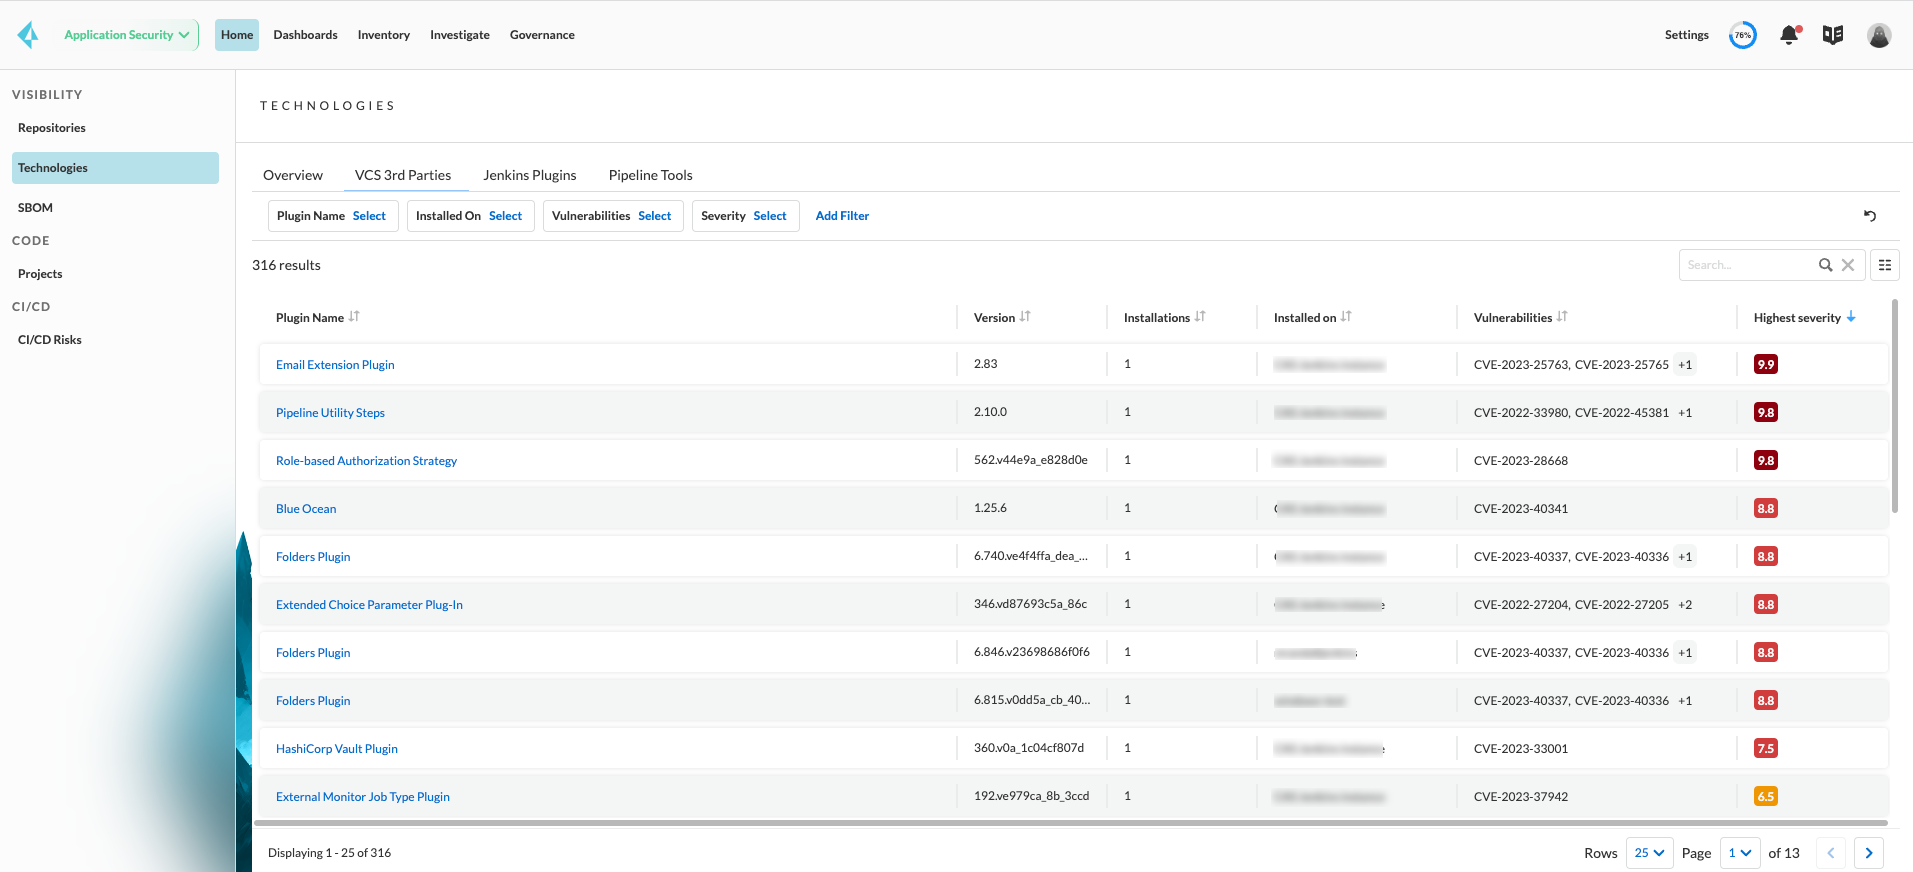 Application Security
Home
Dashboards
Inventory
Investigate
Governance
Settings
76%
VISIBILITY
Repositories
Technologies
SBOM
CODE
Projects
CI/CD
CI/CD Risks
TECHNOLOGIES
Overview
VCS 3rd Parties
Jenkins Plugins
Pipeline Tools
Plugin Name Select
Installed On Select
Vulnerabilities Select
Severity Select
Add Filter
316 results
Search...
Plugin Name Version Installations Installed on Vulnerabilities Highest severity
Email Extension Plugin 2.83 1 CVE-2023-25763, CVE-2023-25765 +1 9.9
Pipeline Utility Steps 2.10.0 1 CVE-2022-33980, CVE-2022-45381 +1 9.8
Role-based Authorization Strategy 562.v44e9a_e828d0e 1 CVE-2023-28668 9.8
Blue Ocean 1.25.6 1 CVE-2023-40341 8.8
Folders Plugin 6.740.ve4f4ffa_dea_... 1 CVE-2023-40337, CVE-2023-40336 +1 8.8
Extended Choice Parameter Plug-In 346.vd87693c5a_86c 1 CVE-2022-27204, CVE-2022-27205 +2 8.8
Folders Plugin 6.846.v23698686f0f6 1 CVE-2023-40337, CVE-2023-40336 +1 8.8
Folders Plugin 6.815.v0dd5a_cb_40... 1 CVE-2023-40337, CVE-2023-40336 +1 8.8
HashiCorp Vault Plugin 360.v0a_1c04cf807d 1 CVE-2023-33001 7.5
External Monitor Job Type Plugin 192.ve979ca_8b_3ccd 1 CVE-2023-37942 6.5
Displaying 1 - 25 of 316
Rows 25 Page 1 of 13